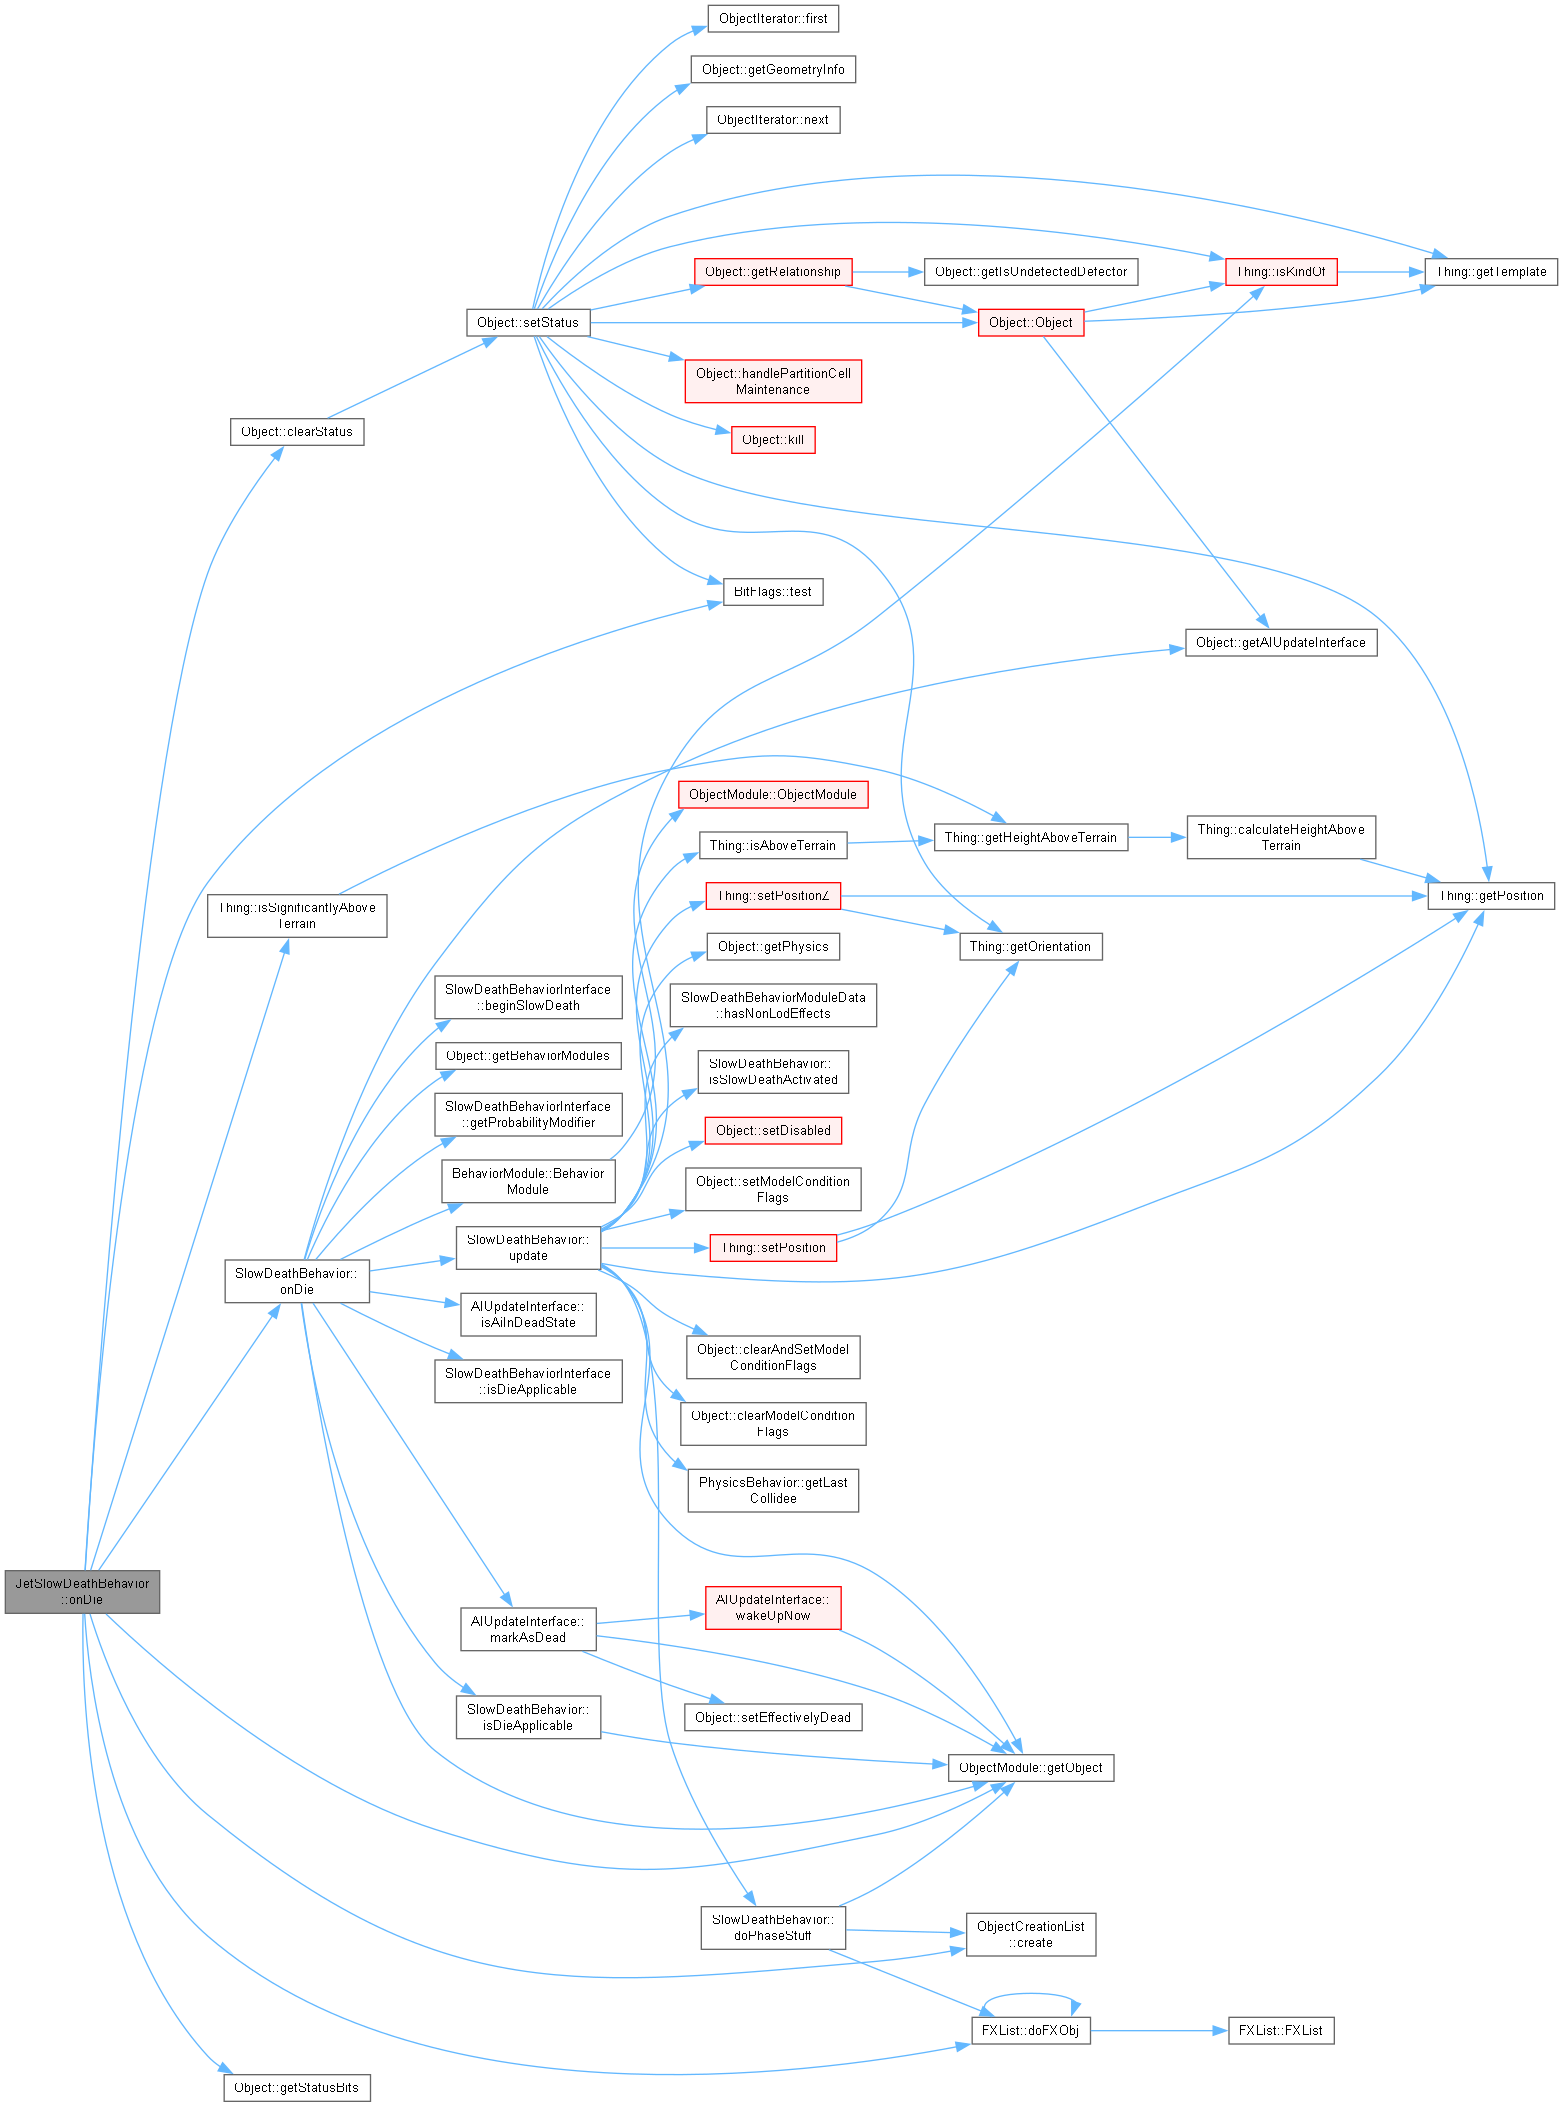 ObjectIterator::first
Object::getGeometryInfo
ObjectIterator::next
Object::getRelationship
Object::getIsUndetectedDefector
Thing::isKindOf
Thing::getTemplate
Object::setStatus
Object::Object
Object::handlePartitionCell
Maintenance
Object::clearStatus
Object::kill
BitFlags::test
Object::getAIUpdateInterface
ObjectModule::ObjectModule
Thing::isAboveTerrain
Thing::getHeightAboveTerrain
Thing::calculateHeightAbove
Terrain
Thing::setPositionZ
Thing::getPosition
Thing::isSignificantlyAbove
Terrain
Object::getPhysics
Thing::getOrientation
SlowDeathBehaviorInterface
::beginSlowDeath
SlowDeathBehaviorModuleData
::hasNonLodEffects
Object::getBehaviorModules
SlowDeathBehavior::
isSlowDeathActivated
SlowDeathBehaviorInterface
::getProbabilityModifier
Object::setDisabled
BehaviorModule::Behavior
Module
Object::setModelCondition
Flags
SlowDeathBehavior::
update
Thing::setPosition
SlowDeathBehavior::
onDie
AIUpdateInterface::
isAiInDeadState
Object::clearAndSetModel
ConditionFlags
SlowDeathBehaviorInterface
::isDieApplicable
Object::clearModelCondition
Flags
PhysicsBehavior::getLast
Collidee
JetSlowDeathBehavior
::onDie
AIUpdateInterface::
wakeUpNow
AIUpdateInterface::
markAsDead
SlowDeathBehavior::
isDieApplicable
Object::setEffectivelyDead
ObjectModule::getObject
SlowDeathBehavior::
doPhaseStuff
ObjectCreationList
::create
FXList::doFXObj
FXList::FXList
Object::getStatusBits